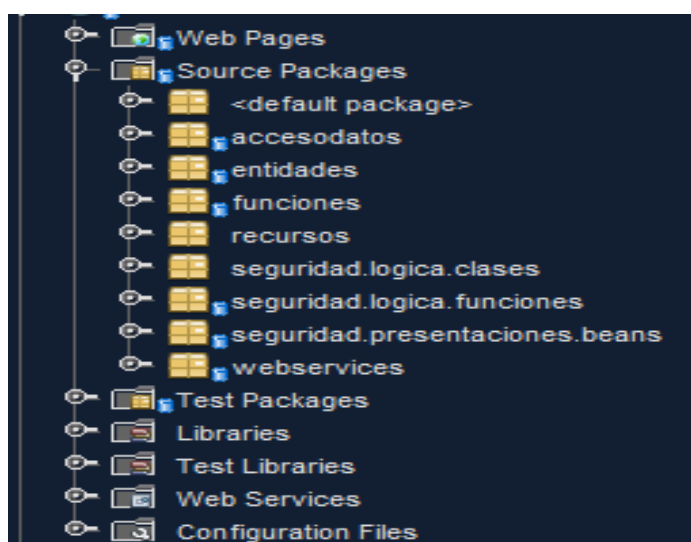 Web Pages
Source Packages
<default package>
accesodatos
entidades
funciones
recursos
seguridad.logica.clases
seguridad.logica.funciones
seguridad.presentaciones.beans
webservices
Test Packages
Libraries
Test Libraries
Web Services
Configuration Files